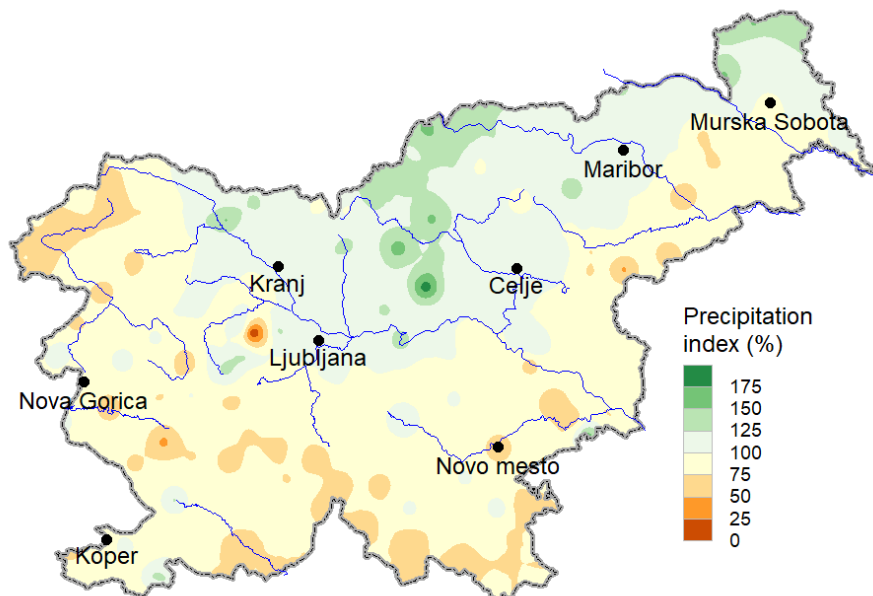 Murska Sobota
Maribor
Kranj
Celje
Ljubljana
Nova Gorica
Novo mesto
Koper
Precipitation
index (%)
175
150
125
100
75
50
25
0